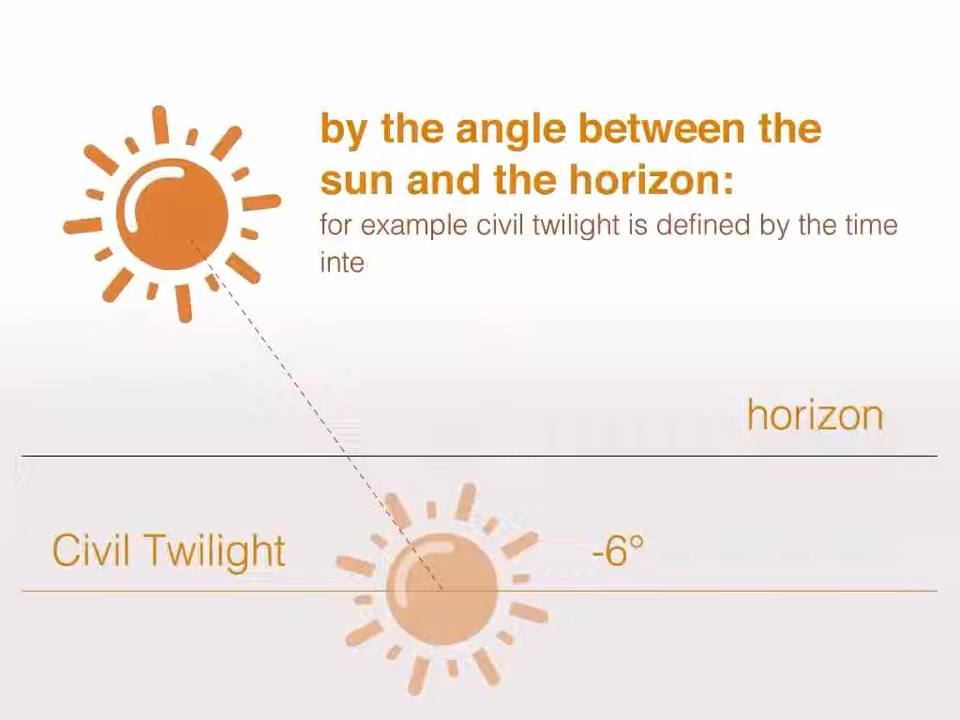 by the angle between the
sun and the horizon:
for example civil twilight is defined by the time
inte
horizon
Civil Twilight -6°